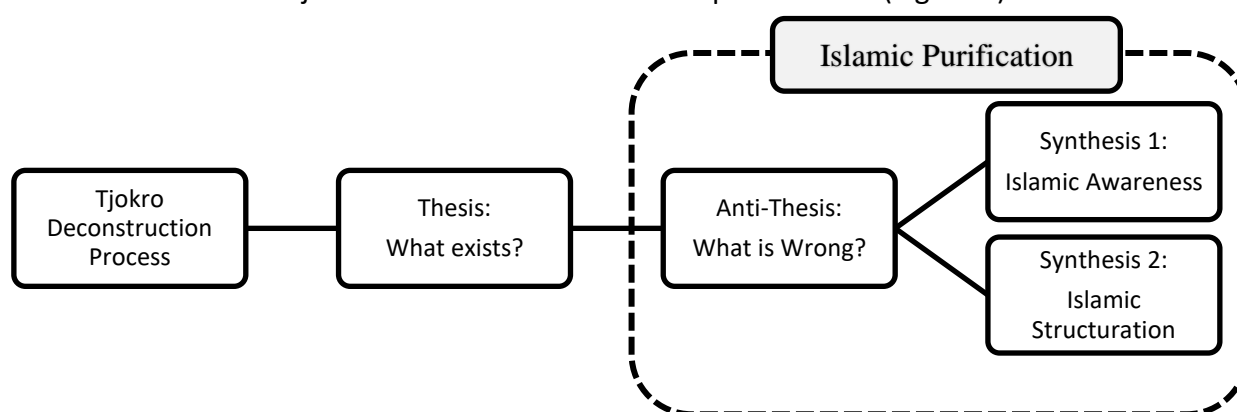 Islamic Purification
Tjokro
Deconstruction
Process
Thesis:
What exists?
Anti-Thesis:
What is Wrong?
Synthesis 1:
Islamic Awareness
Synthesis 2:
Islamic
Structuration